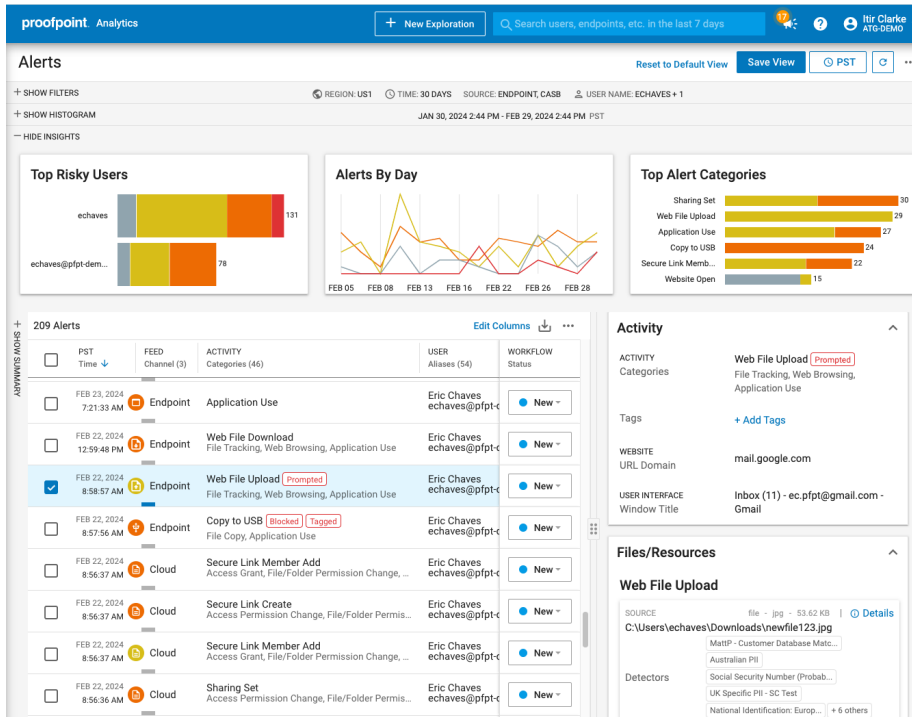 proofpoint. Analytics
+ New Exploration
Search users, endpoints, etc. in the last 7 days
17
?
Itir Clarke
ATG-DEMO
Alerts
Reset to Default View
Save View
PST
+ SHOW FILTERS
REGION: US1 TIME: 30 DAYS SOURCE: ENDPOINT, CASB USER NAME: ECHAVES + 1
+ SHOW HISTOGRAM
JAN 30, 2024 2:44 PM - FEB 29, 2024 2:44 PM PST
— HIDE INSIGHTS
Top Risky Users
echaves
131
echaves@pfpt-dem...
78
Alerts By Day
FEB 05 FEB 08 FEB 13 FEB 16 FEB 22 FEB 26 FEB 28
Top Alert Categories
Sharing Set 30
Web File Upload 29
Application Use 27
Copy to USB 24
Secure Link Memb... 22
Website Open 15
+ SHOW SUMMARY
209 Alerts
Edit Columns
PST FEED ACTIVITY USER WORKFLOW
Time Channel (3) Categories (46) Aliases (54) Status
FEB 23, 2024 Eric Chaves
7:21:33 AM Endpoint Application Use echaves@pfpt-c New
FEB 22, 2024 Web File Download Eric Chaves
12:59:48 PM Endpoint File Tracking, Web Browsing, Application Use echaves@pfpt-c New
FEB 22, 2024 Web File Upload Prompted Eric Chaves
8:58:57 AM Endpoint File Tracking, Web Browsing, Application Use echaves@pfpt-c New
FEB 22, 2024 Copy to USB Blocked Tagged Eric Chaves
8:57:56 AM Endpoint File Copy, Application Use echaves@pfpt-c New
FEB 22, 2024 Secure Link Member Add Eric Chaves
8:56:37 AM Cloud Access Grant, File/Folder Permission Change, ... echaves@pfpt-c New
FEB 22, 2024 Secure Link Create Eric Chaves
8:56:37 AM Cloud Access Permission Change, File/Folder Permis... echaves@pfpt-c New
FEB 22, 2024 Secure Link Member Add Eric Chaves
8:56:37 AM Cloud Access Grant, File/Folder Permission Change, ... echaves@pfpt-c New
FEB 22, 2024 Sharing Set Eric Chaves
8:56:36 AM Cloud Access Permission Change, File/Folder Permis... echaves@pfpt-c New
Activity
ACTIVITY
Categories
Web File Upload Prompted
File Tracking, Web Browsing,
Application Use
Tags
+ Add Tags
WEBSITE
URL Domain
mail.google.com
USER INTERFACE
Window Title
Inbox (11) - ec.pfpt@gmail.com -
Gmail
Files/Resources
Web File Upload
SOURCE file - jpg - 53.62 KB | Details
C:\Users\echaves\Downloads\newfile123.jpg
Detectors
MattP - Customer Database Matc...
Australian PII
Social Security Number (Probab...
UK Specific PII - SC Test
National Identification: Europ... + 6 others